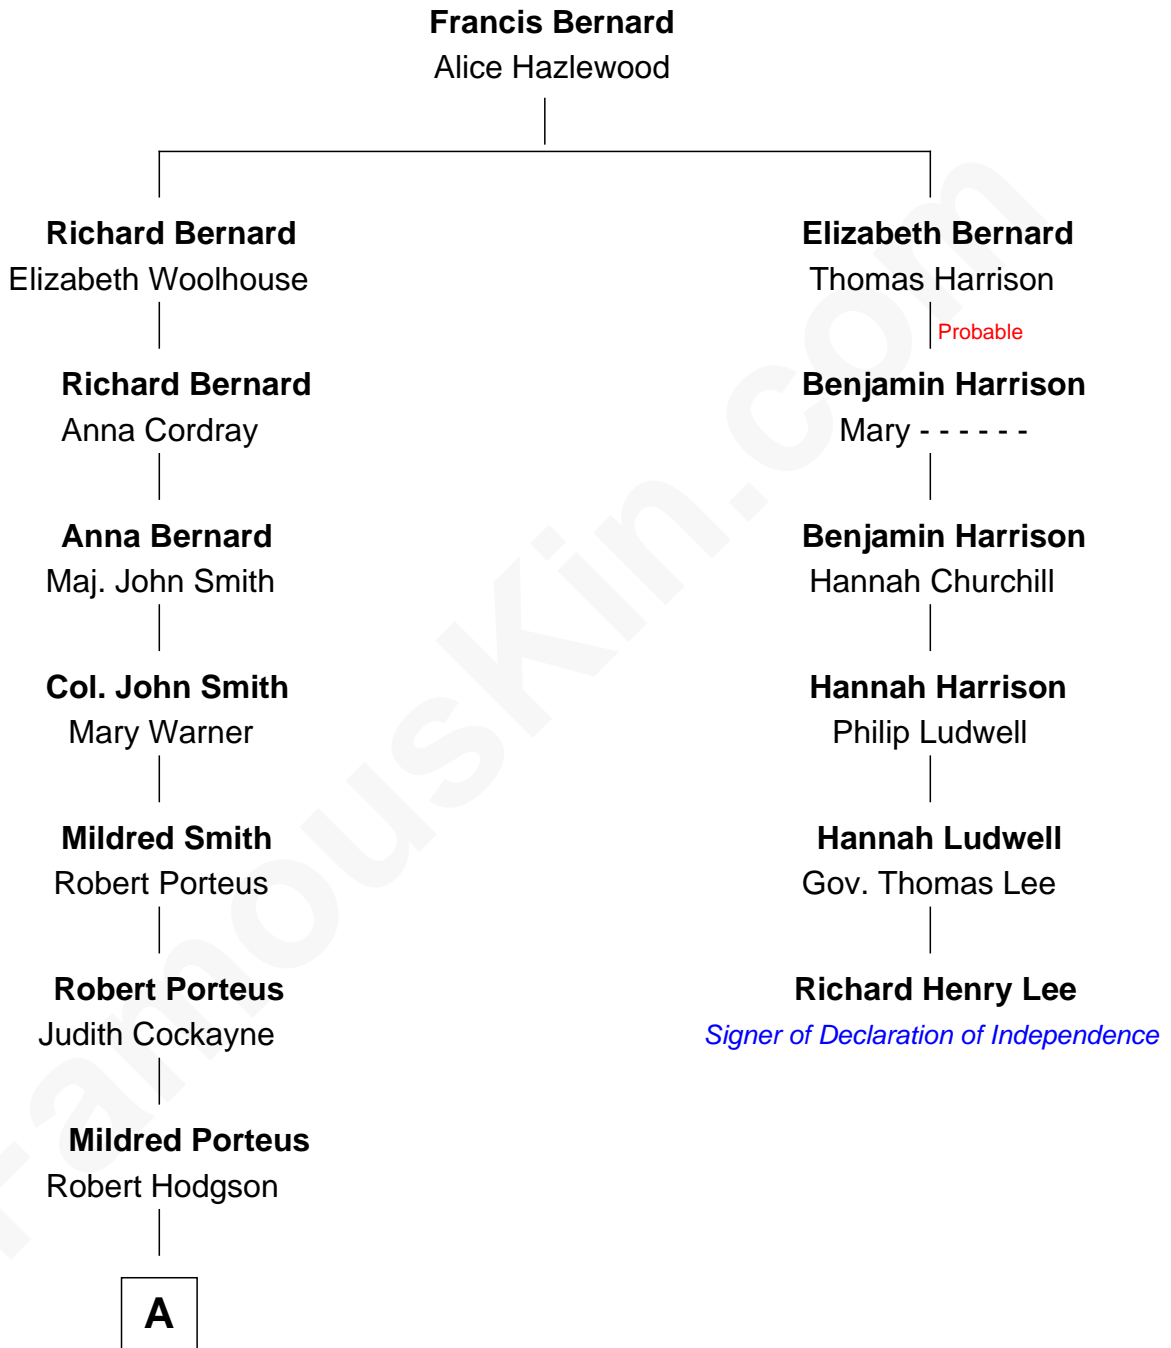 Francis Bernard
Alice Hazlewood
Richard Bernard
Elizabeth Woolhouse
Elizabeth Bernard
Thomas Harrison
Probable
Richard Bernard
Anna Cordray
Benjamin Harrison
Mary - - - - - -
Anna Bernard
Maj. John Smith
Benjamin Harrison
Hannah Churchill
Col. John Smith
Mary Warner
Hannah Harrison
Philip Ludwell
Mildred Smith
Robert Porteus
Hannah Ludwell
Gov. Thomas Lee
Robert Porteus
Judith Cockayne
Richard Henry Lee
Signer of Declaration of Independence
Mildred Porteus
Robert Hodgson
A
FamousKin.com